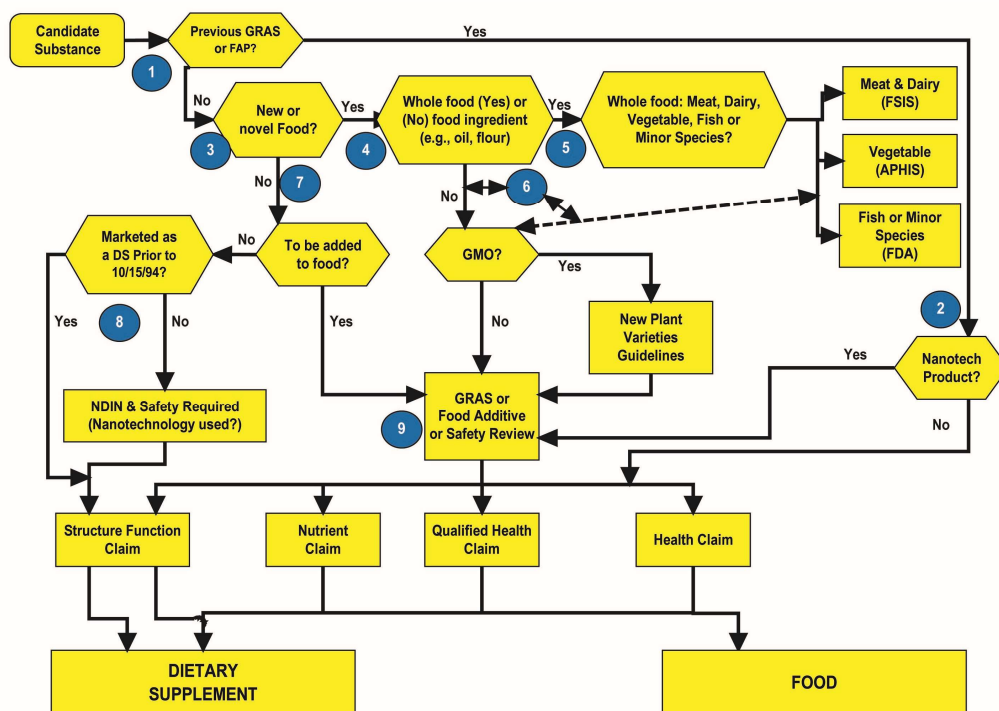 Candidate
Substance
Previous GRAS
or FAP?
Yes
1
No
New or
novel Food?
Yes
Whole food (Yes) or
(No) food ingredient
(e.g., oil, flour)
Yes
Whole food: Meat, Dairy,
Vegetable, Fish or
Minor Species?
Meat & Dairy
(FSIS)
3
4
5
Vegetable
(APHIS)
No
7
No
6
Fish or Minor
Species
(FDA)
Marketed as
a DS Prior to
10/15/94?
No
To be added
to food?
GMO?
Yes
Yes
8
No
Yes
No
New Plant
Varieties
Guidelines
2
Yes
Nanotech
Product?
NDIN & Safety Required
(Nanotechnology used?)
9
GRAS or
Food Additive
or Safety Review
No
Structure Function
Claim
Nutrient
Claim
Qualified Health
Claim
Health Claim
DIETARY
SUPPLEMENT
FOOD